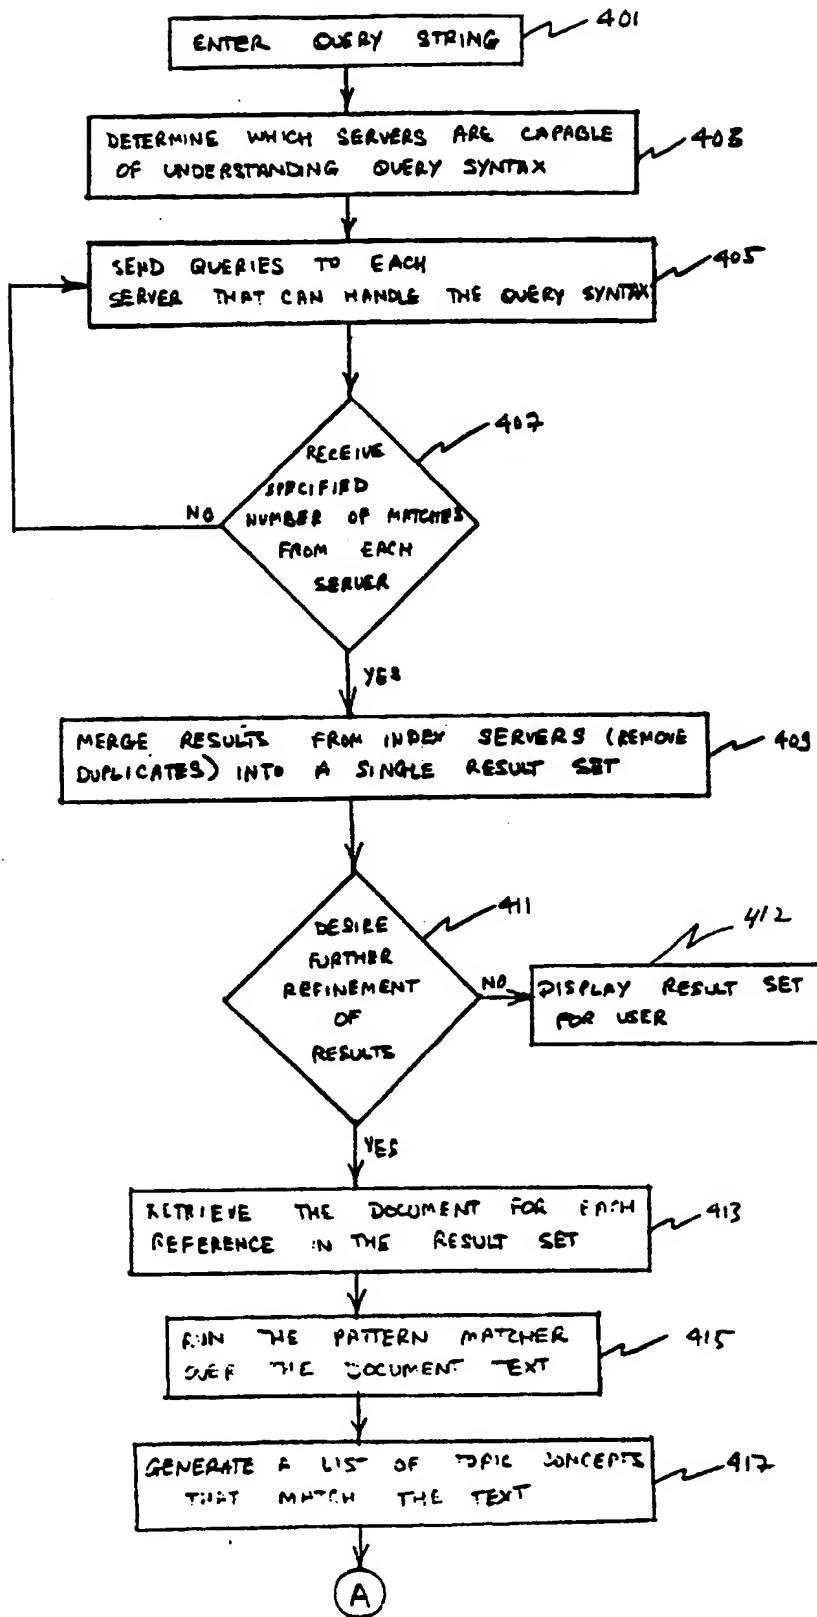 ENTER QUERY STRING
401
DETERMINE WHICH SERVERS ARE CAPABLE
OF UNDERSTANDING QUERY SYNTAX
403
SEND QUERIES TO EACH
SERVER THAT CAN HANDLE THE QUERY SYNTAX
405
RECEIVE
SPECIFIED
NUMBER OF MATCHES
FROM EACH
SERVER
407
NO
YES
MERGE RESULTS FROM INDEX SERVERS (REMOVE
DUPLICATES) INTO A SINGLE RESULT SET
409
DESIRE
FURTHER
REFINEMENT
OF
RESULTS
411
NO
412
DISPLAY RESULT SET
FOR USER
YES
RETRIEVE THE DOCUMENT FOR EACH
REFERENCE IN THE RESULT SET
413
RUN THE PATTERN MATCHER
OVER THE DOCUMENT TEXT
415
GENERATE A LIST OF TOPIC CONCEPTS
THAT MATCH THE TEXT
417
A